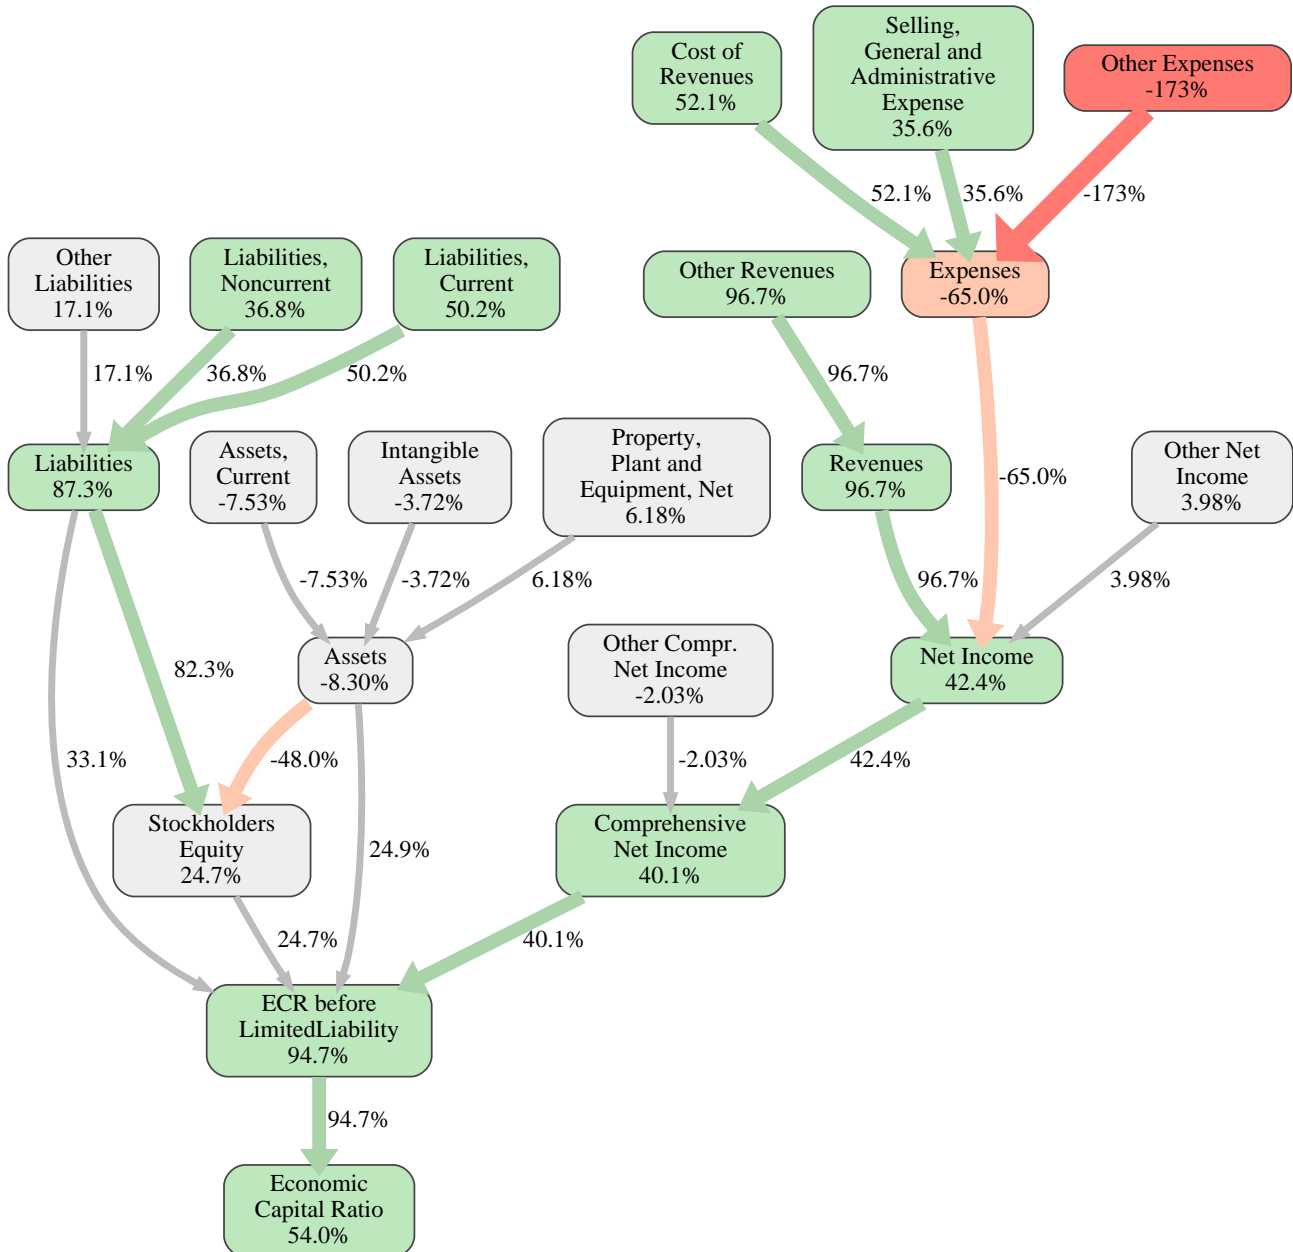 Cost of
Revenues
52.1%
Selling,
General and
Administrative
Expense
35.6%
Other Expenses
-173%
52.1%
35.6%
-173%
Other
Liabilities
17.1%
Liabilities,
Noncurrent
36.8%
Liabilities,
Current
50.2%
Other Revenues
96.7%
Expenses
-65.0%
17.1%
36.8%
50.2%
96.7%
-65.0%
Liabilities
87.3%
Assets,
Current
-7.53%
Intangible
Assets
-3.72%
Property,
Plant and
Equipment, Net
6.18%
Revenues
96.7%
Other Net
Income
3.98%
-7.53%
-3.72%
6.18%
96.7%
3.98%
82.3%
Assets
-8.30%
Other Compr.
Net Income
-2.03%
Net Income
42.4%
33.1%
-48.0%
24.9%
-2.03%
42.4%
Stockholders
Equity
24.7%
Comprehensive
Net Income
40.1%
24.7%
40.1%
ECR before
LimitedLiability
94.7%
94.7%
Economic
Capital Ratio
54.0%